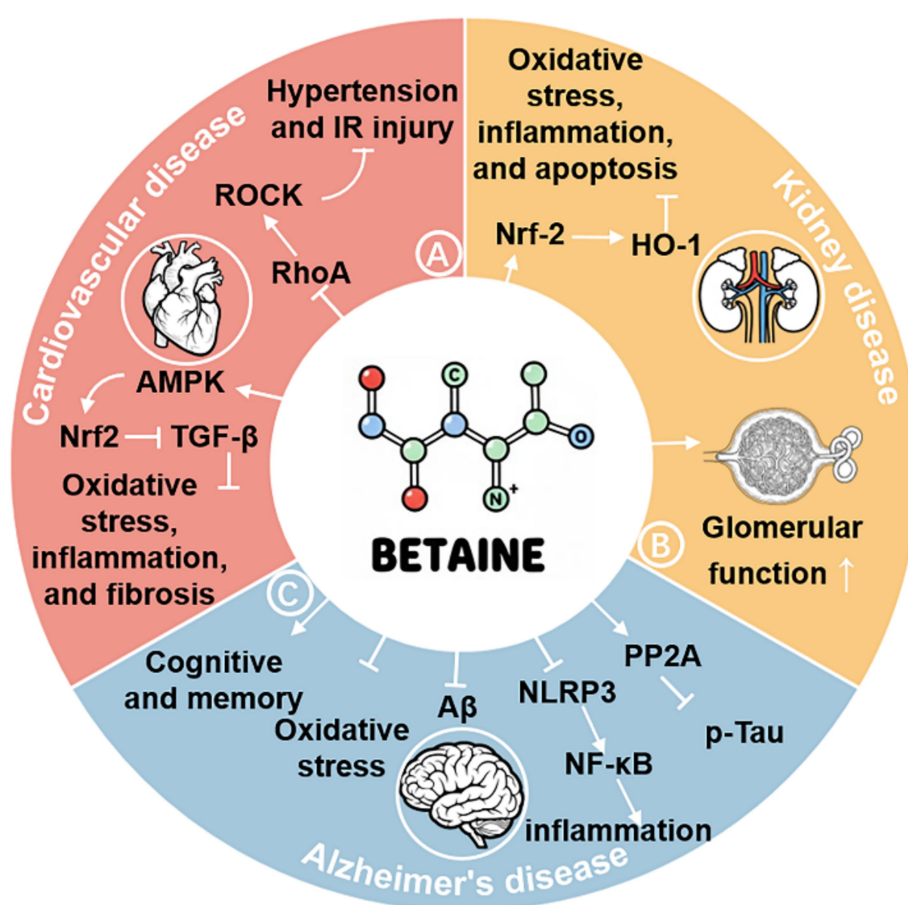 Cardiovascular disease
Hypertension
and IR injury
ROCK
RhoA
A
AMPK
Nrf2
TGF-β
Oxidative
stress,
inflammation,
and fibrosis
Oxidative
stress,
inflammation,
and apoptosis
Nrf-2
HO-1
Kidney disease
Glomerular
function ↑
B
C
O
N
+
BETAINE
C
Cognitive
and memory
Oxidative
stress
Aβ
NLRP3
NF-κB
inflammation
PP2A
p-Tau
Alzheimer's disease